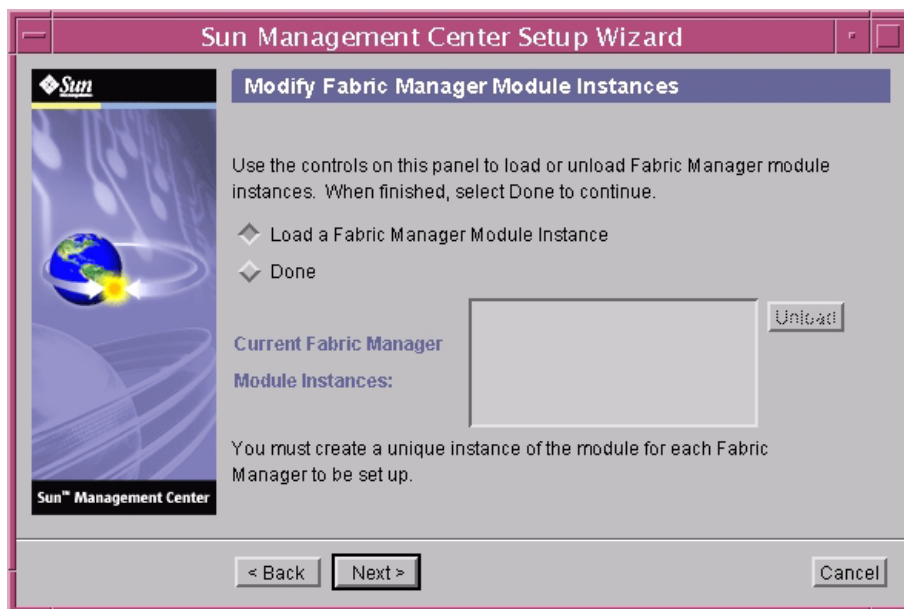 Sun Management Center Setup Wizard
Sun
Modify Fabric Manager Module Instances
Use the controls on this panel to load or unload Fabric Manager module
instances. When finished, select Done to continue.
Load a Fabric Manager Module Instance
Done
Unload
Current Fabric Manager
Module Instances:
You must create a unique instance of the module for each Fabric
Manager to be set up.
Sun™ Management Center
< Back
Next >
Cancel